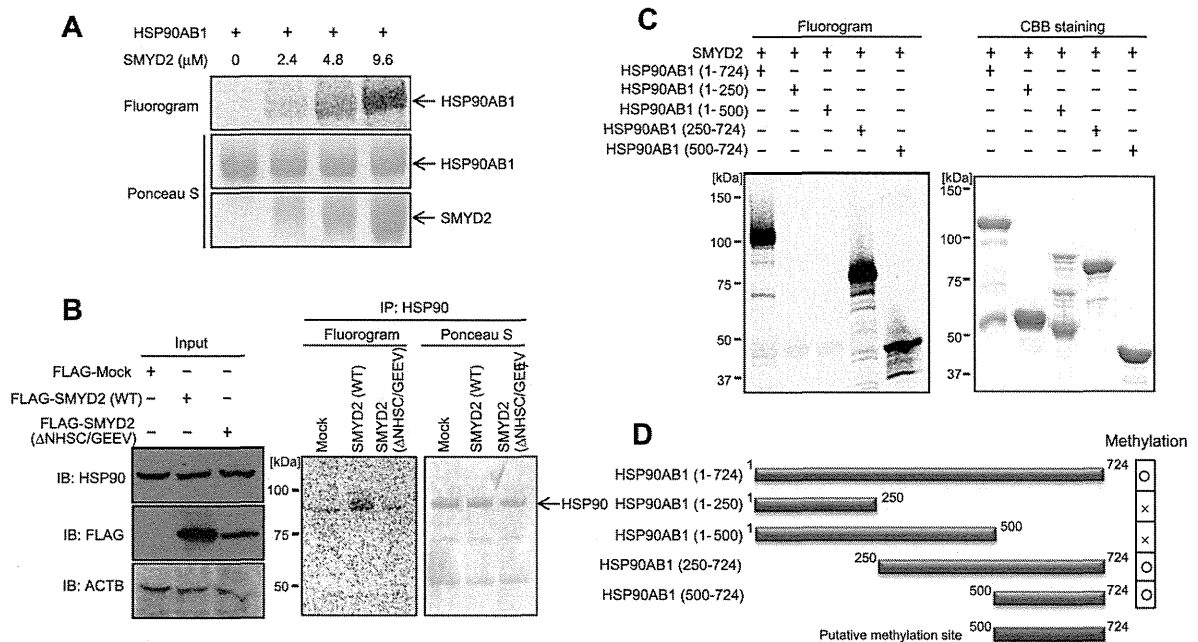 A
HSP90AB1 + + + +
SMYD2 (μM) 0 2.4 4.8 9.6
Fluorogram
HSP90AB1
Ponceau S
HSP90AB1
SMYD2
B
Input
FLAG-Mock + − −
FLAG-SMYD2 (WT) − + −
FLAG-SMYD2 (ΔNHSC/GEEV) − − +
IB: HSP90
IB: FLAG
IB: ACTB
IP: HSP90
Fluorogram
Ponceau S
Mock
SMYD2 (WT)
SMYD2 (ΔNHSC/GEEV)
Mock
SMYD2 (WT)
SMYD2 (ΔNHSC/GEEV)
[kDa]
100
75
50
HSP90
C
Fluorogram
CBB staining
SMYD2 + + + + + + + + + +
HSP90AB1 (1-724) + − − − − + − − − −
HSP90AB1 (1-250) − + − − − − + − − −
HSP90AB1 (1-500) − − + − − − − + − −
HSP90AB1 (250-724) − − − + − − − − + −
HSP90AB1 (500-724) − − − − + − − − − +
[kDa]
150
100
75
50
37
[kDa]
150
100
75
50
37
D
Methylation
HSP90AB1 (1-724) 1 724 O
HSP90AB1 (1-250) 1 250 ×
HSP90AB1 (1-500) 1 500 ×
HSP90AB1 (250-724) 250 724 O
HSP90AB1 (500-724) 500 724 O
Putative methylation site 500 724